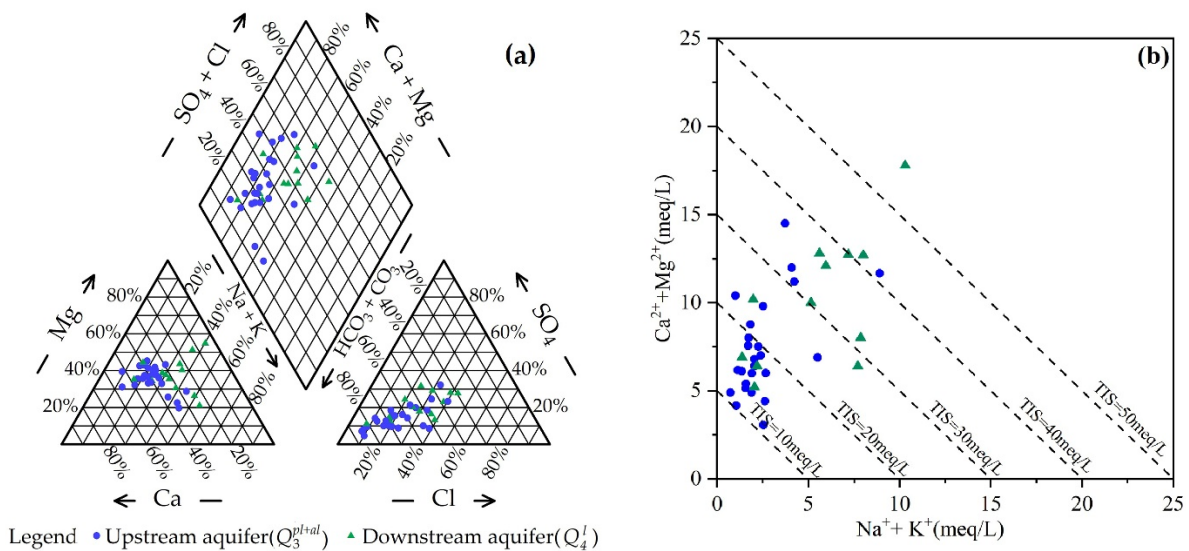 (a)
80%
80%
SO₄ + Cl
Ca + Mg
60%
60%
40%
40%
20%
20%
Mg
Na + K
HCO₃ + CO₃
SO₄
20%
20%
80%
40%
40%
80%
60%
60%
60%
60%
40%
80%
80%
40%
20%
20%
80%
60%
40%
20%
20%
40%
60%
80%
← Ca —
— Cl →
Legend Upstream aquifer(Q₃ᵖˡ⁺ᵃˡ) Downstream aquifer(Q₄ˡ)
(b)
25
20
15
10
5
0
Ca²⁺+Mg²⁺(meq/L)
TIS=10meq/L
TIS=20meq/L
TIS=30meq/L
TIS=40meq/L
TIS=50meq/L
0 5 10 15 20 25
Na⁺+ K⁺(meq/L)